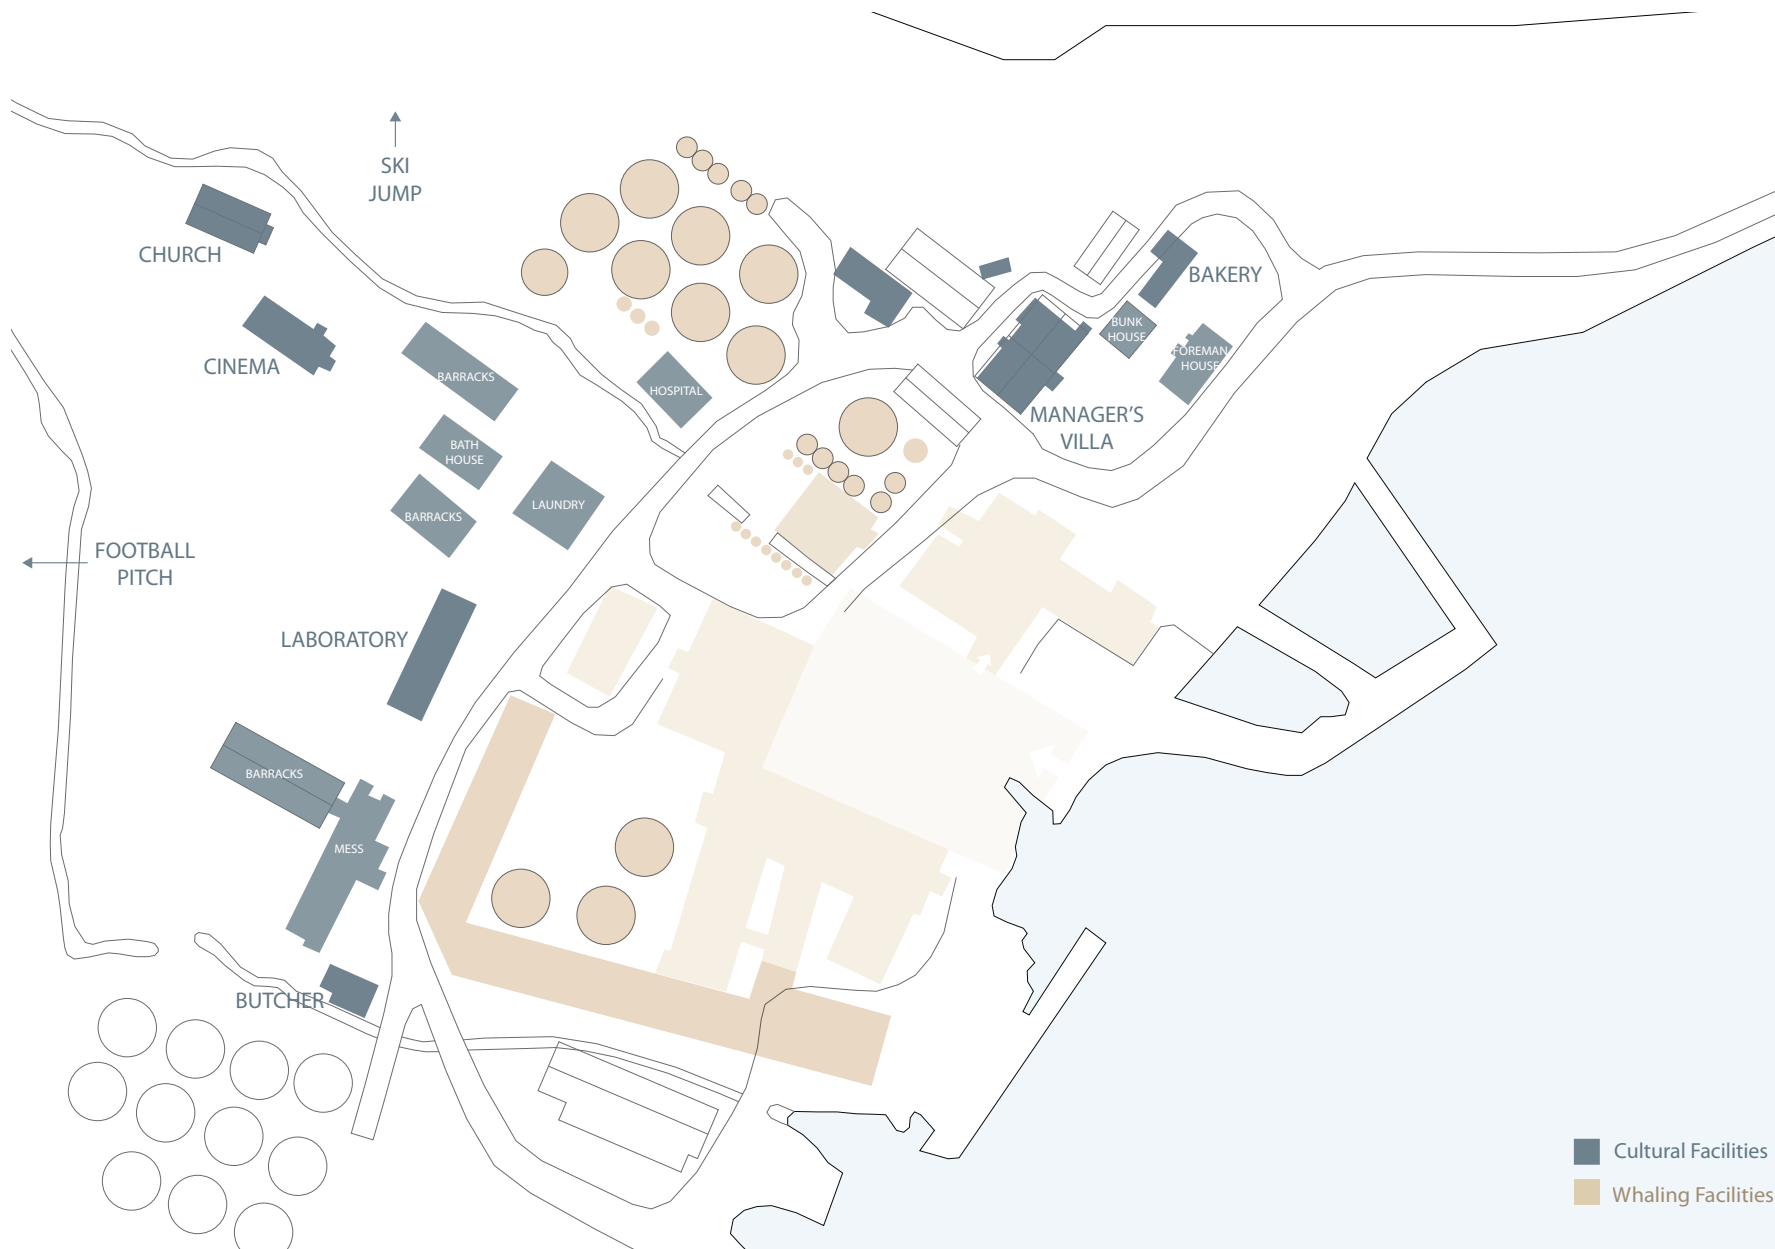 SKI
JUMP
CHURCH
CINEMA
BARRACKS
HOSPITAL
BATH
HOUSE
BARRACKS
LAUNDRY
BAKERY
BUNK
HOUSE
FOREMAN
HOUSE
MANAGER'S
VILLA
FOOTBALL
PITCH
LABORATORY
BARRACKS
MESS
BUTCHER
Cultural Facilities
Whaling Facilities